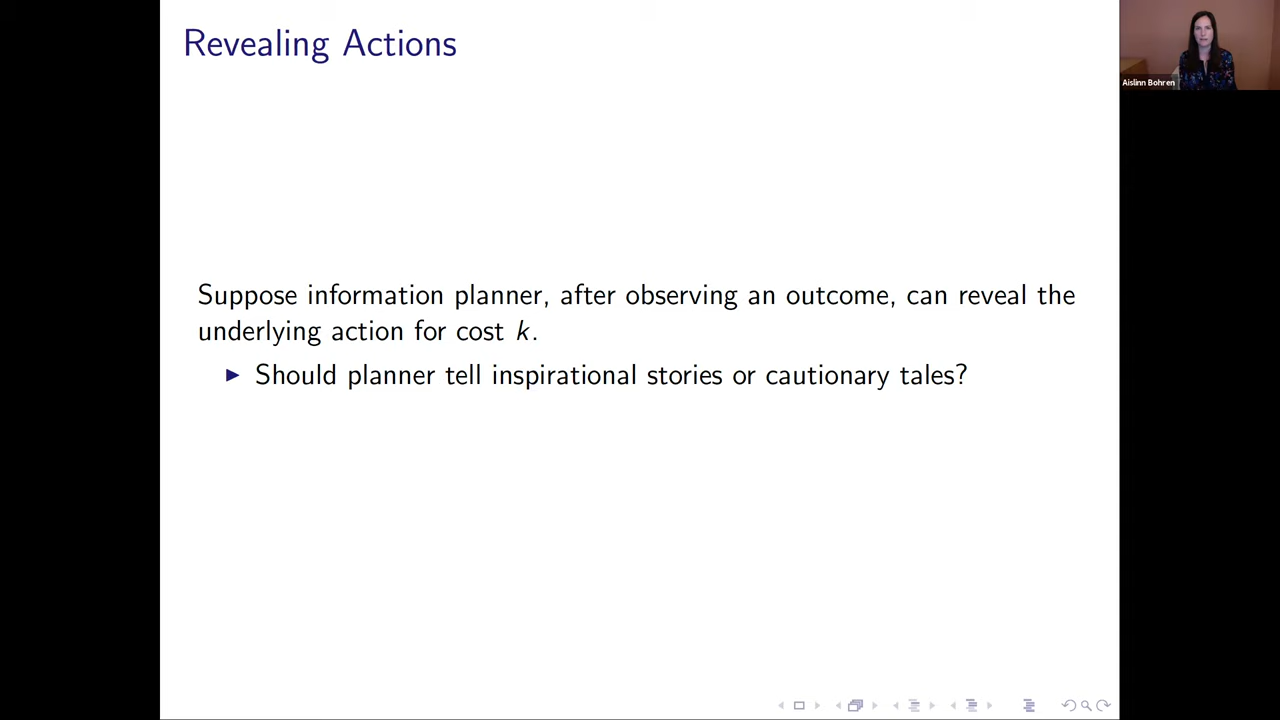 Revealing Actions
Aislinn Bohren
Suppose information planner, after observing an outcome, can reveal the
underlying action for cost k.
▶ Should planner tell inspirational stories or cautionary tales?